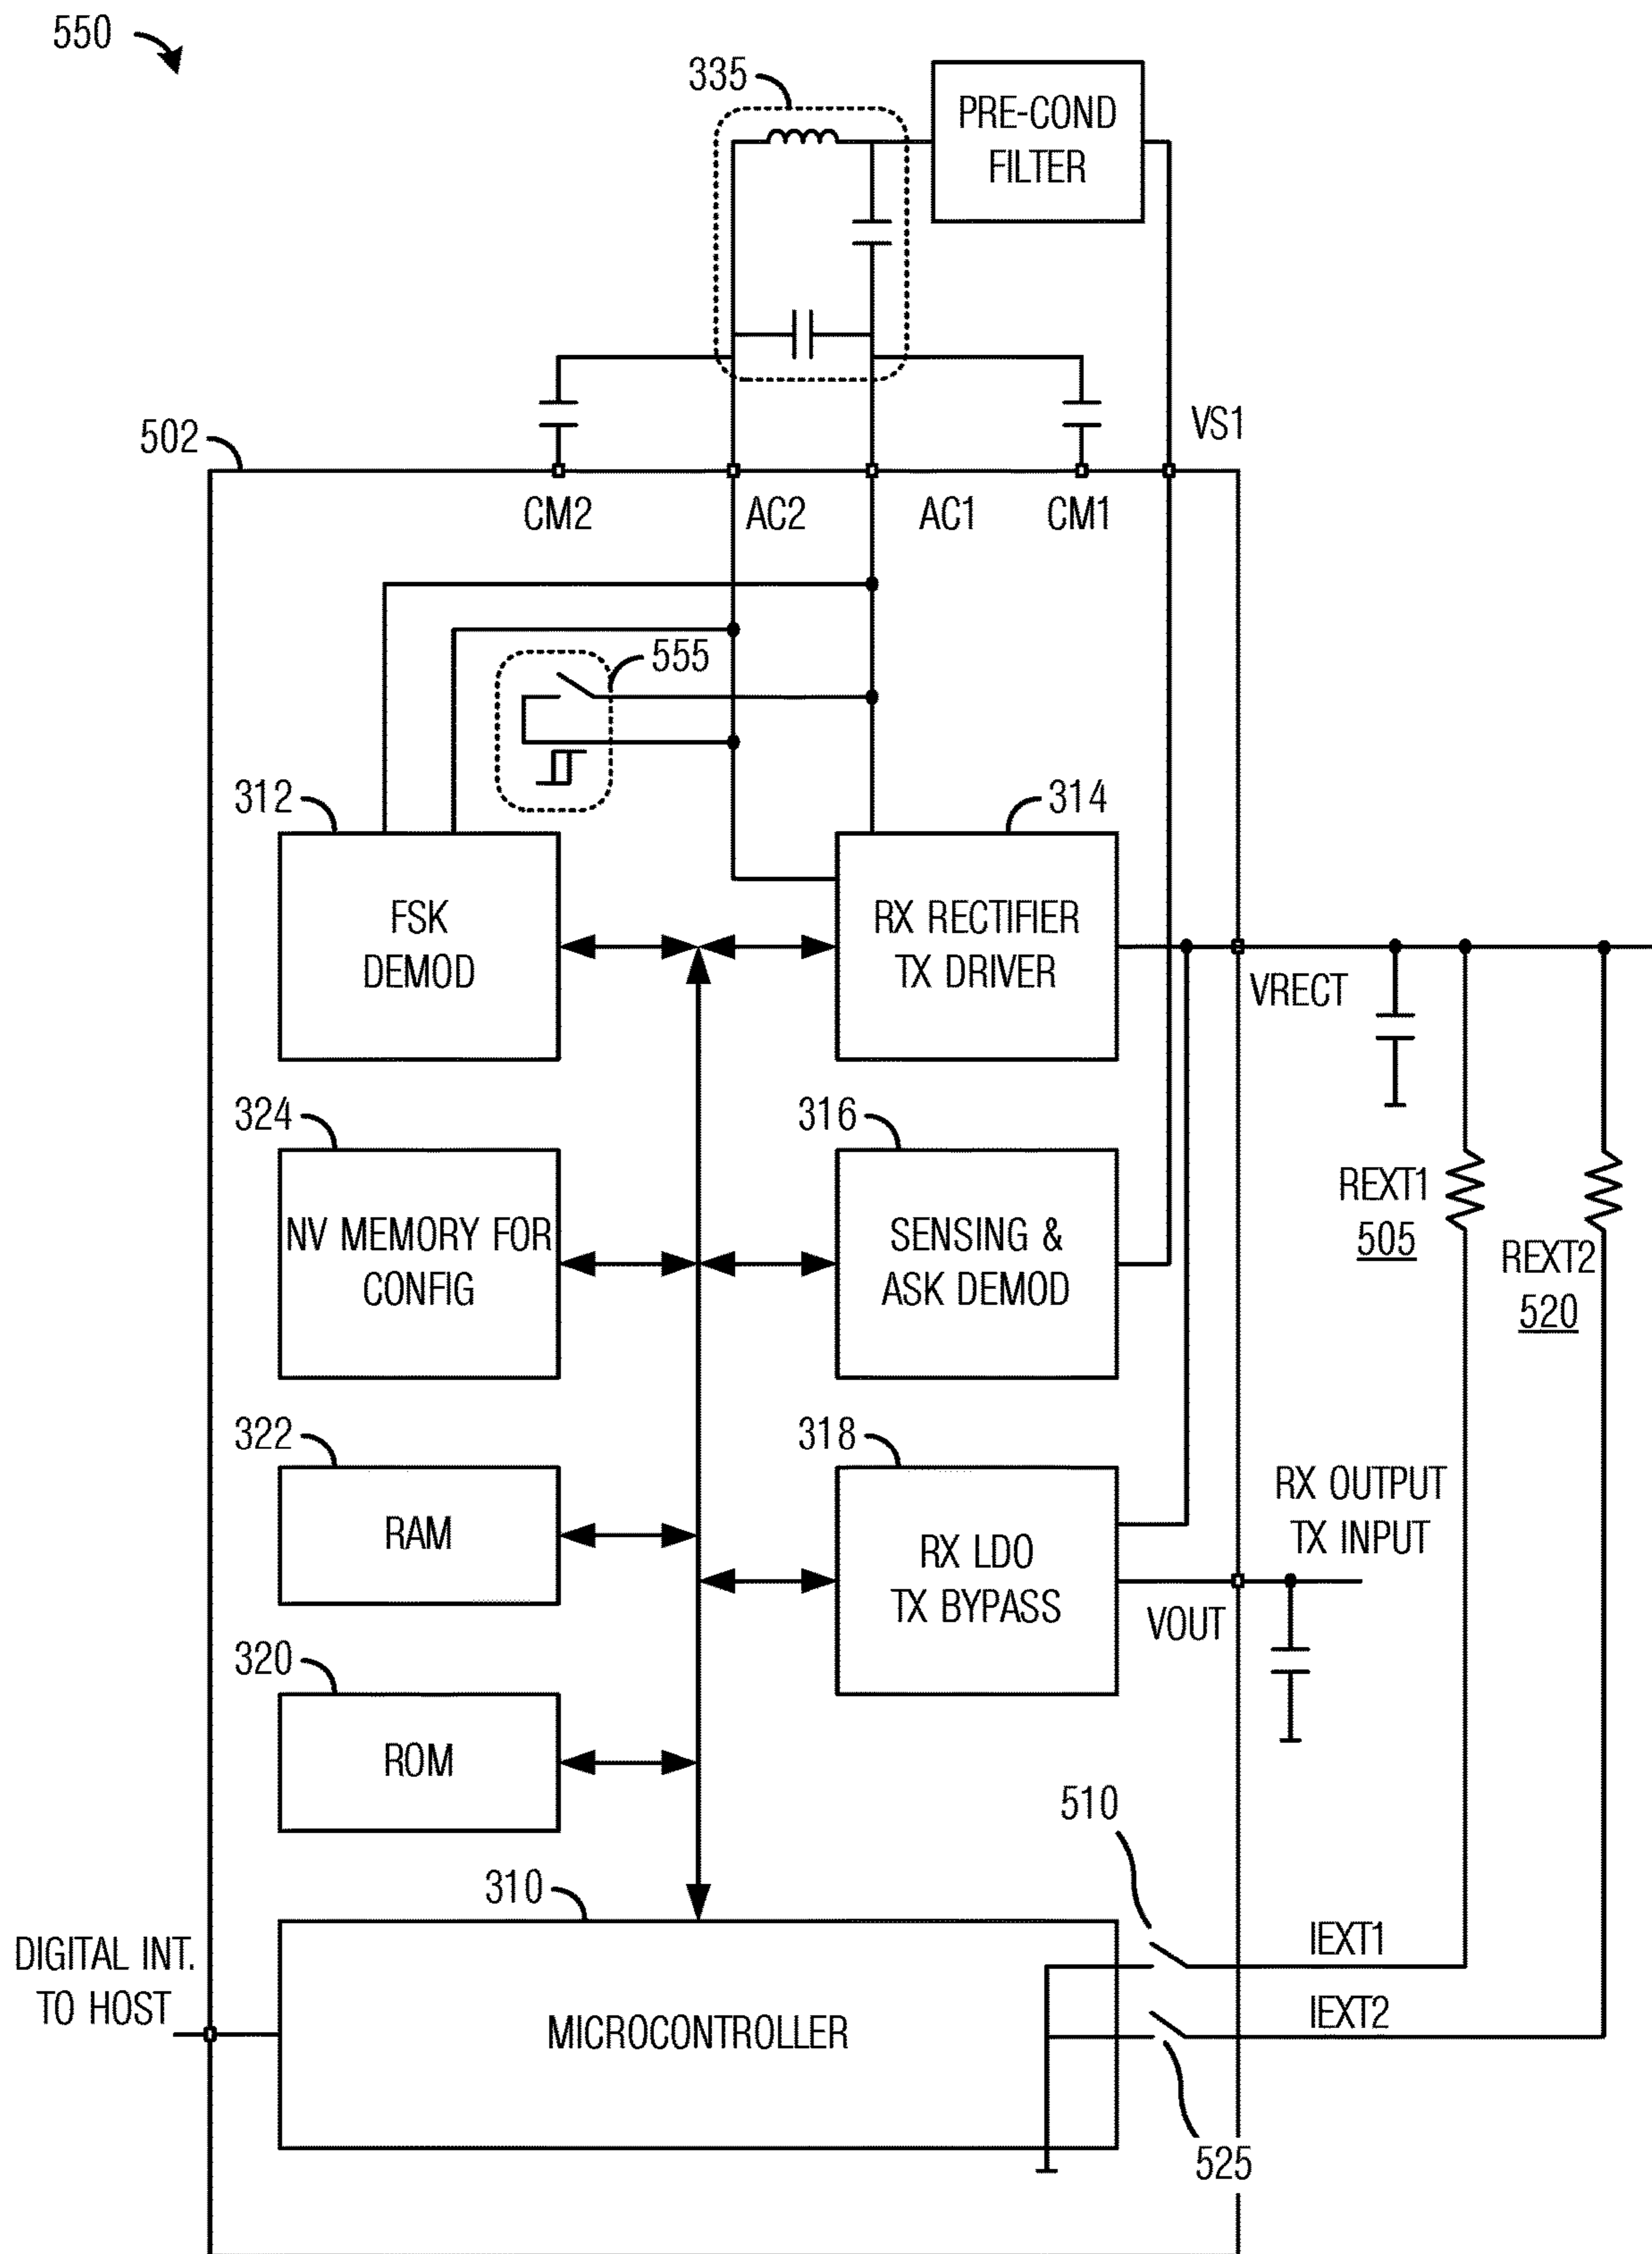 550
335
PRE-COND
FILTER
502
VS1
CM2
AC2
AC1
CM1
555
312
314
FSK
DEMOD
RX RECTIFIER
TX DRIVER
VRECT
324
316
NV MEMORY FOR
CONFIG
SENSING &
ASK DEMOD
REXT1
505
REXT2
520
322
318
RAM
RX LDO
TX BYPASS
RX OUTPUT
TX INPUT
VOUT
320
ROM
510
310
DIGITAL INT.
TO HOST
MICROCONTROLLER
IEXT1
IEXT2
525